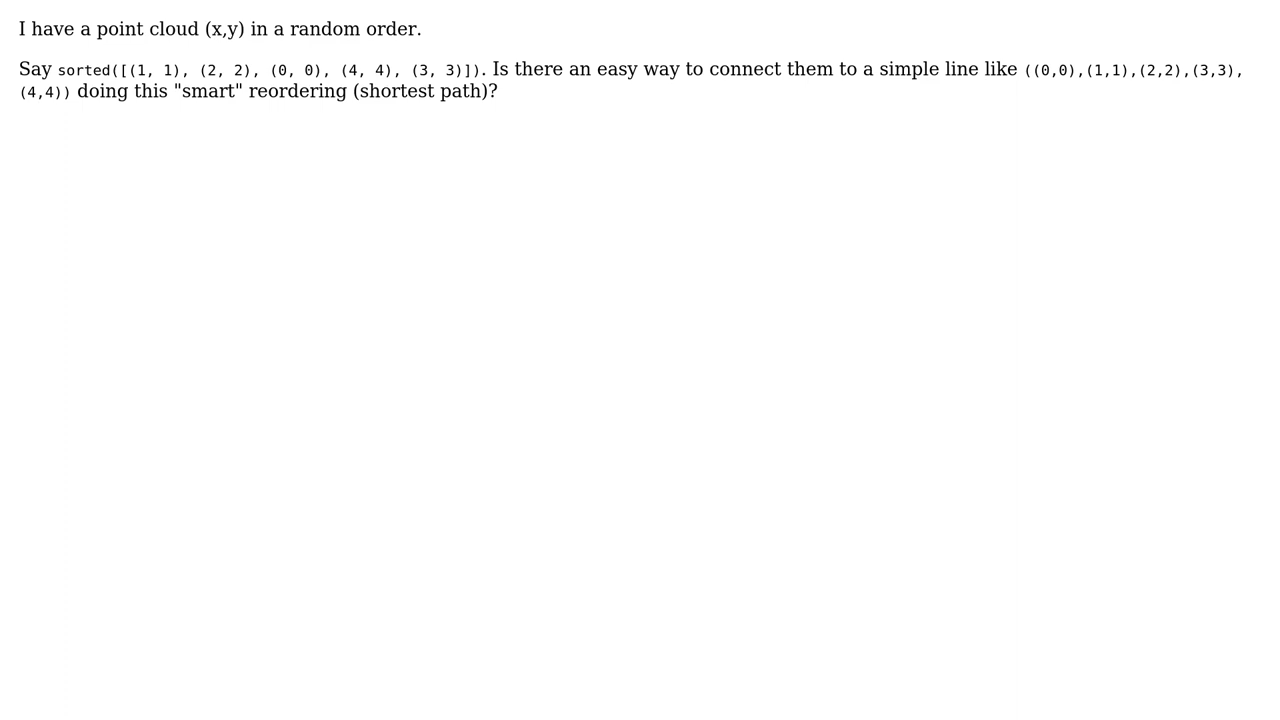 I have a point cloud (x,y) in a random order.
Say sorted([(1, 1), (2, 2), (0, 0), (4, 4), (3, 3)]). Is there an easy way to connect them to a simple line like ((0,0),(1,1),(2,2),(3,3),
(4,4)) doing this "smart" reordering (shortest path)?